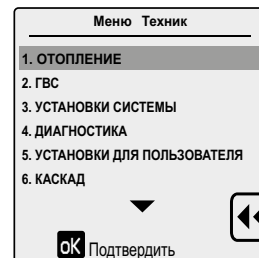 Меню Техник
1. ОТОПЛЕНИЕ
2. ГВС
3. УСТАНОВКИ СИСТЕМЫ
4. ДИАГНОСТИКА
5. УСТАНОВКИ ДЛЯ ПОЛЬЗОВАТЕЛЯ
6. КАСКАД
oK Подтвердить